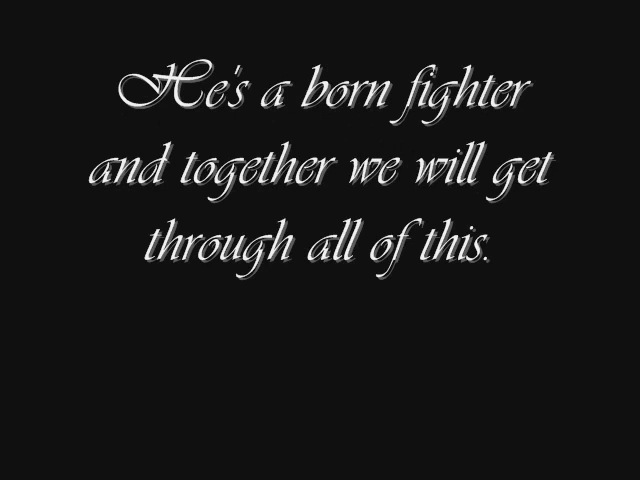 He's a born fighter
and together we will get
through all of this.